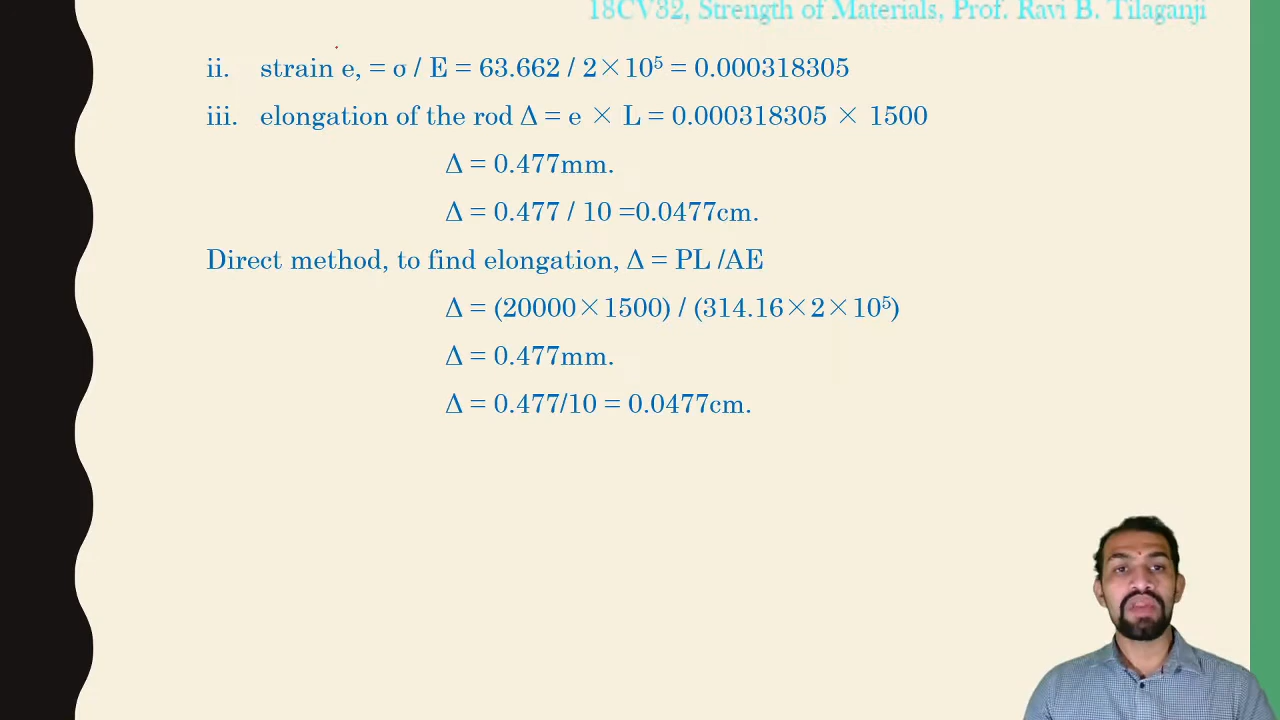 18CV32, Strength of Materials, Prof. Ravi B. Tilaganji
ii. strain e, = σ / E = 63.662 / 2×10⁵ = 0.000318305
iii. elongation of the rod Δ = e × L = 0.000318305 × 1500
Δ = 0.477mm.
Δ = 0.477 / 10 =0.0477cm.
Direct method, to find elongation, Δ = PL /AE
Δ = (20000×1500) / (314.16×2×10⁵)
Δ = 0.477mm.
Δ = 0.477/10 = 0.0477cm.